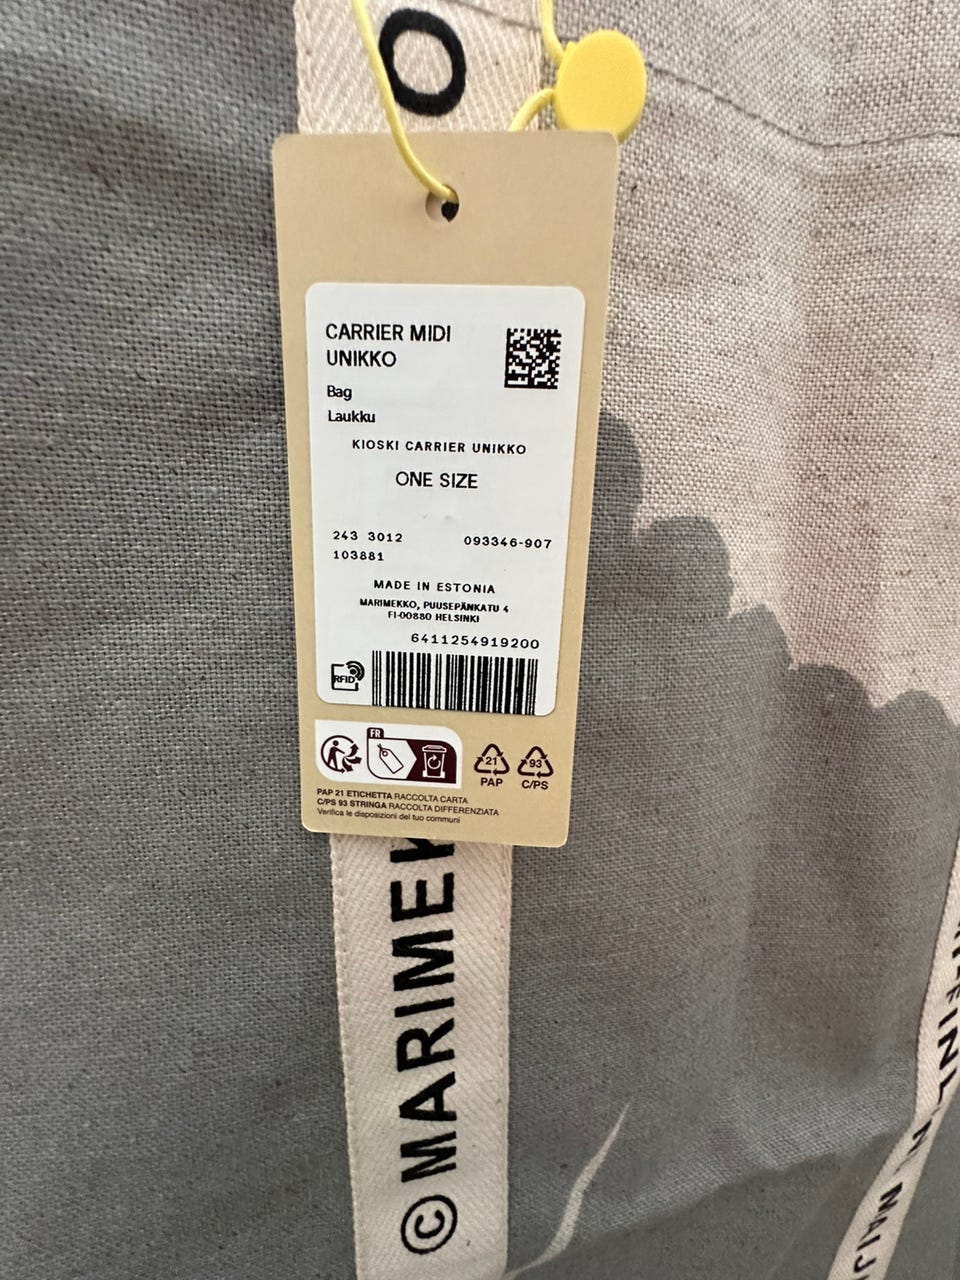 O
CARRIER MIDI
UNIKKO
Bag
Laukku
KIOSKI CARRIER UNIKKO
ONE SIZE
243 3012 093346-907
103881
MADE IN ESTONIA
MARIMEKKO, PUUSEPÄNKATU 4
FI-00880 HELSINKI
6411254919200
RFID
FR
21
PAP
93
C/PS
PAP 21 ETICHETTA RACCOLTA CARTA
C/PS 93 STRINGA RACCOLTA DIFFERENZIATA
Verifica le disposizioni del tuo comuni
© MARIMEK